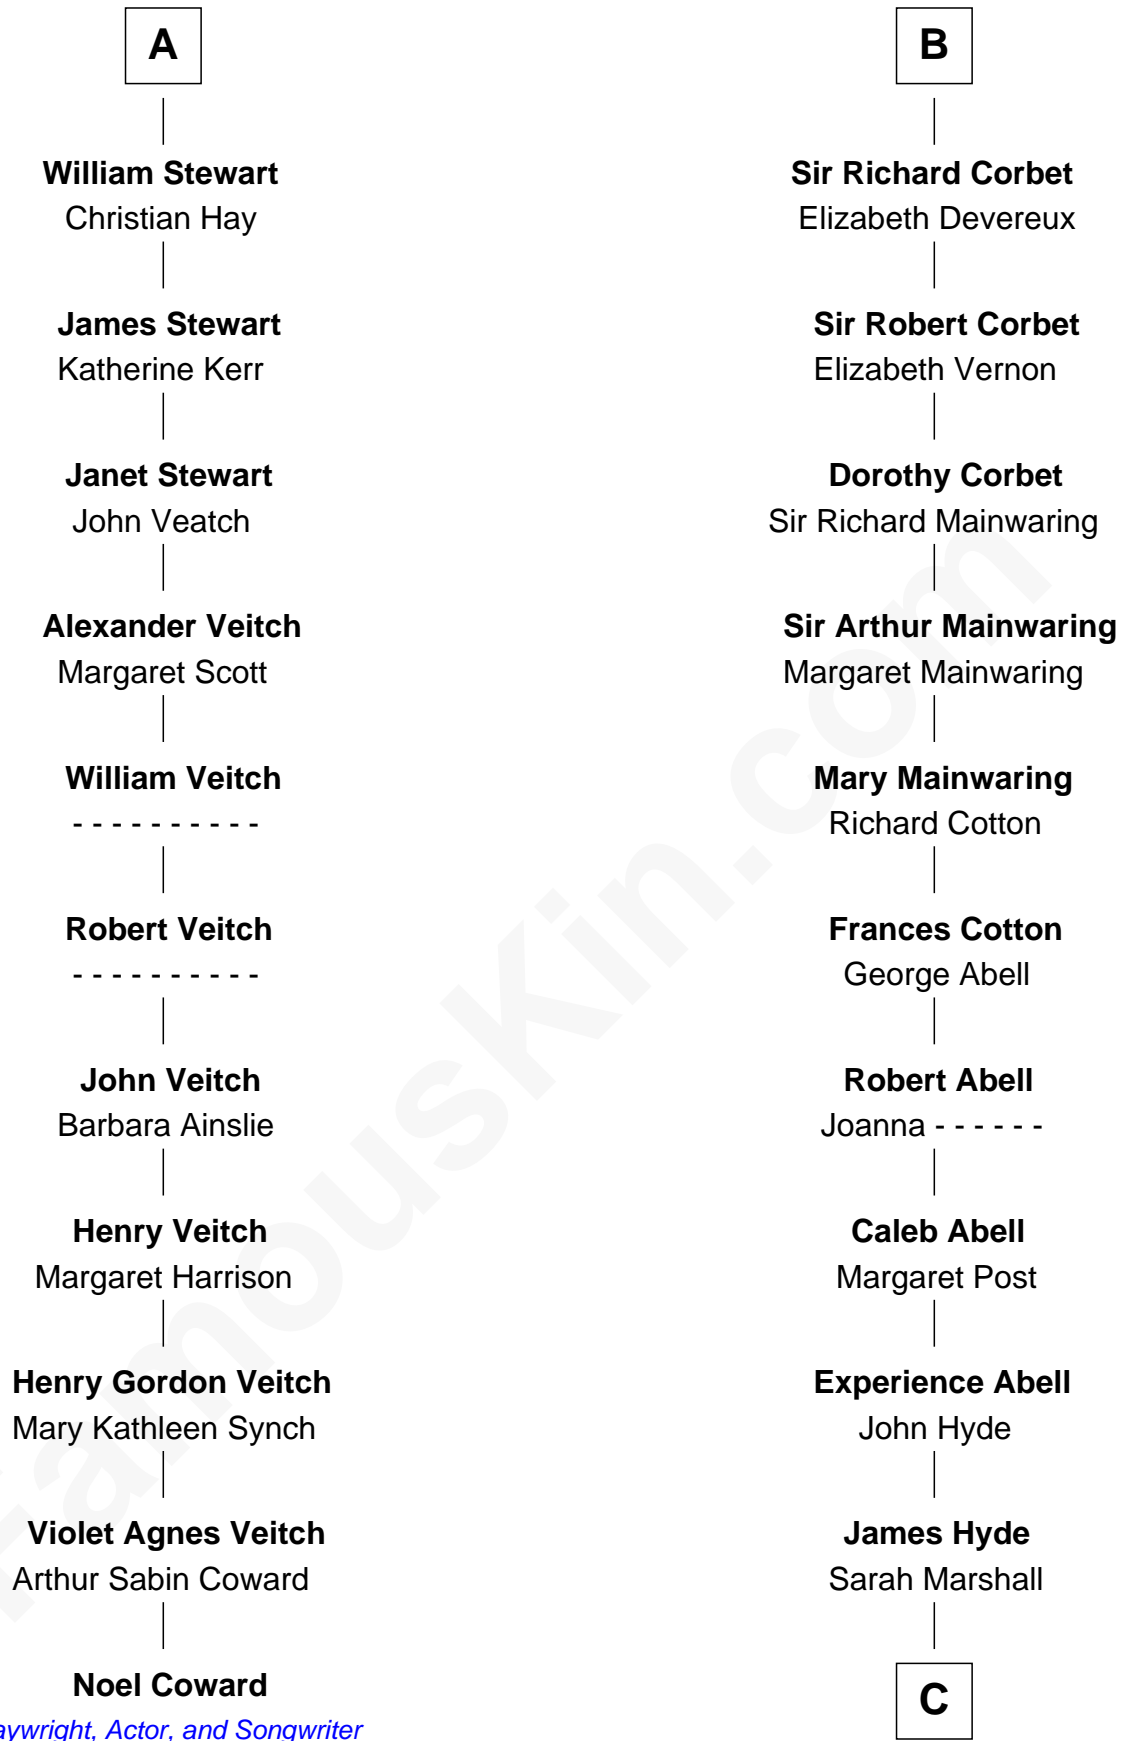 A
William Stewart
Christian Hay
James Stewart
Katherine Kerr
Janet Stewart
John Veatch
Alexander Veitch
Margaret Scott
William Veitch
- - - - - - - - - -
Robert Veitch
- - - - - - - - - -
John Veitch
Barbara Ainslie
Henry Veitch
Margaret Harrison
Henry Gordon Veitch
Mary Kathleen Synch
Violet Agnes Veitch
Arthur Sabin Coward
Noel Coward
aywright, Actor, and Songwriter
B
Sir Richard Corbet
Elizabeth Devereux
Sir Robert Corbet
Elizabeth Vernon
Dorothy Corbet
Sir Richard Mainwaring
Sir Arthur Mainwaring
Margaret Mainwaring
Mary Mainwaring
Richard Cotton
Frances Cotton
George Abell
Robert Abell
Joanna - - - - - -
Caleb Abell
Margaret Post
Experience Abell
John Hyde
James Hyde
Sarah Marshall
C
FamousKin.com